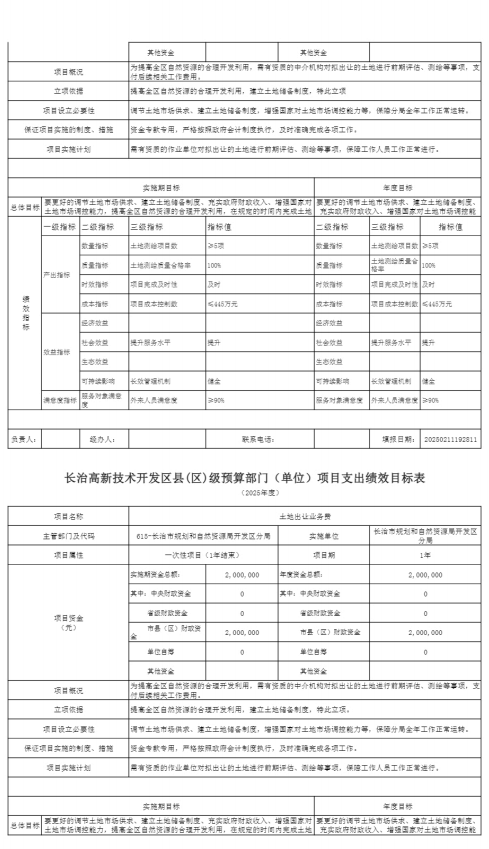 其他资金 其他资金
项目概况 为提高全区自然资源的合理开发利用，需有资质的中介机构对拟出让的土地进行前期评估、测绘等事项，支
付后续相关工作费用。
立项依据 提高全区自然资源的合理开发利用，建立土地储备制度，特此立项
项目设立必要性 调节土地市场供求、建立土地储备制度，增强国家对土地市场调控能力等，保障分局全年工作正常运转。
保证项目实施的制度、措施 资金专款专用，严格按照政府会计制度执行，及时准确完成各项工作。
项目实施计划 需有资质的作业单位对拟出让的土地进行前期评估、测绘等事项，保障工作人员工作正常进行。
实施期目标 年度目标
总体目标 要更好的调节土地市场供求、建立土地储备制度、充实政府财政收入、增强国家对 要更好的调节土地市场供求、建立土地储备制度、
土地市场调控能力，提高全区自然资源的合理开发利用，在规定的时间内完成土地 充实政府财政收入、增强国家对土地市场调控能
绩效指标 一级指标 二级指标 三级指标 指标值 二级指标 三级指标 指标值
产出指标 数量指标 土地测绘项目数 ≥5项 数量指标 土地测绘项目数 ≥5项
质量指标 土地测绘质量合格率 100% 质量指标 土地测绘质量合格率 100%
时效指标 项目完成及时性 及时 时效指标 项目完成及时性 及时
成本指标 项目成本控制数 ≤445万元 成本指标 项目成本控制数 ≤445万元
效益指标 经济效益 经济效益
社会效益 提升服务水平 提升 社会效益 提升服务水平 提升
生态效益 生态效益
可持续影响 长效管理机制 健全 可持续影响 长效管理机制 健全
满意度指标 服务对象满意度 外来人员满意度 ≥90% 服务对象满意度 外来人员满意度 ≥90%
负责人： 经办人： 联系电话： 填报日期： 20250211192811
长治高新技术开发区县(区)级预算部门（单位）项目支出绩效目标表
（2025年度）
项目名称 土地出让业务费
主管部门及代码 615-长治市规划和自然资源局开发区分局 实施单位 长治市规划和自然资源局开发区
分局
项目属性 一次性项目（1年结束） 项目期 1年
项目资金
（元） 实施期资金总额： 2,000,000 年度资金总额： 2,000,000
其中：中央财政资金 0 其中：中央财政资金 0
省级财政资金 0 省级财政资金 0
市县（区）财政资金 2,000,000 市县（区）财政资金 2,000,000
单位自筹 0 单位自筹 0
其他资金 其他资金
项目概况 为提高全区自然资源的合理开发利用，需有资质的中介机构对拟出让的土地进行前期评估、测绘等事项，支
付后续相关工作费用。
立项依据 提高全区自然资源的合理开发利用，建立土地储备制度，特此立项。
项目设立必要性 调节土地市场供求、建立土地储备制度，增强国家对土地市场调控能力等，保障分局全年工作正常运转。
保证项目实施的制度、措施 资金专款专用，严格按照政府会计制度执行，及时准确完成各项工作。
项目实施计划 需有资质的作业单位对拟出让的土地进行前期评估、测绘等事项，保障工作人员工作正常进行。
实施期目标 年度目标
总体目标 要更好的调节土地市场供求、建立土地储备制度、充实政府财政收入、增强国家对 要更好的调节土地市场供求、建立土地储备制度、
土地市场调控能力，提高全区自然资源的合理开发利用，在规定的时间内完成土地 充实政府财政收入、增强国家对土地市场调控能